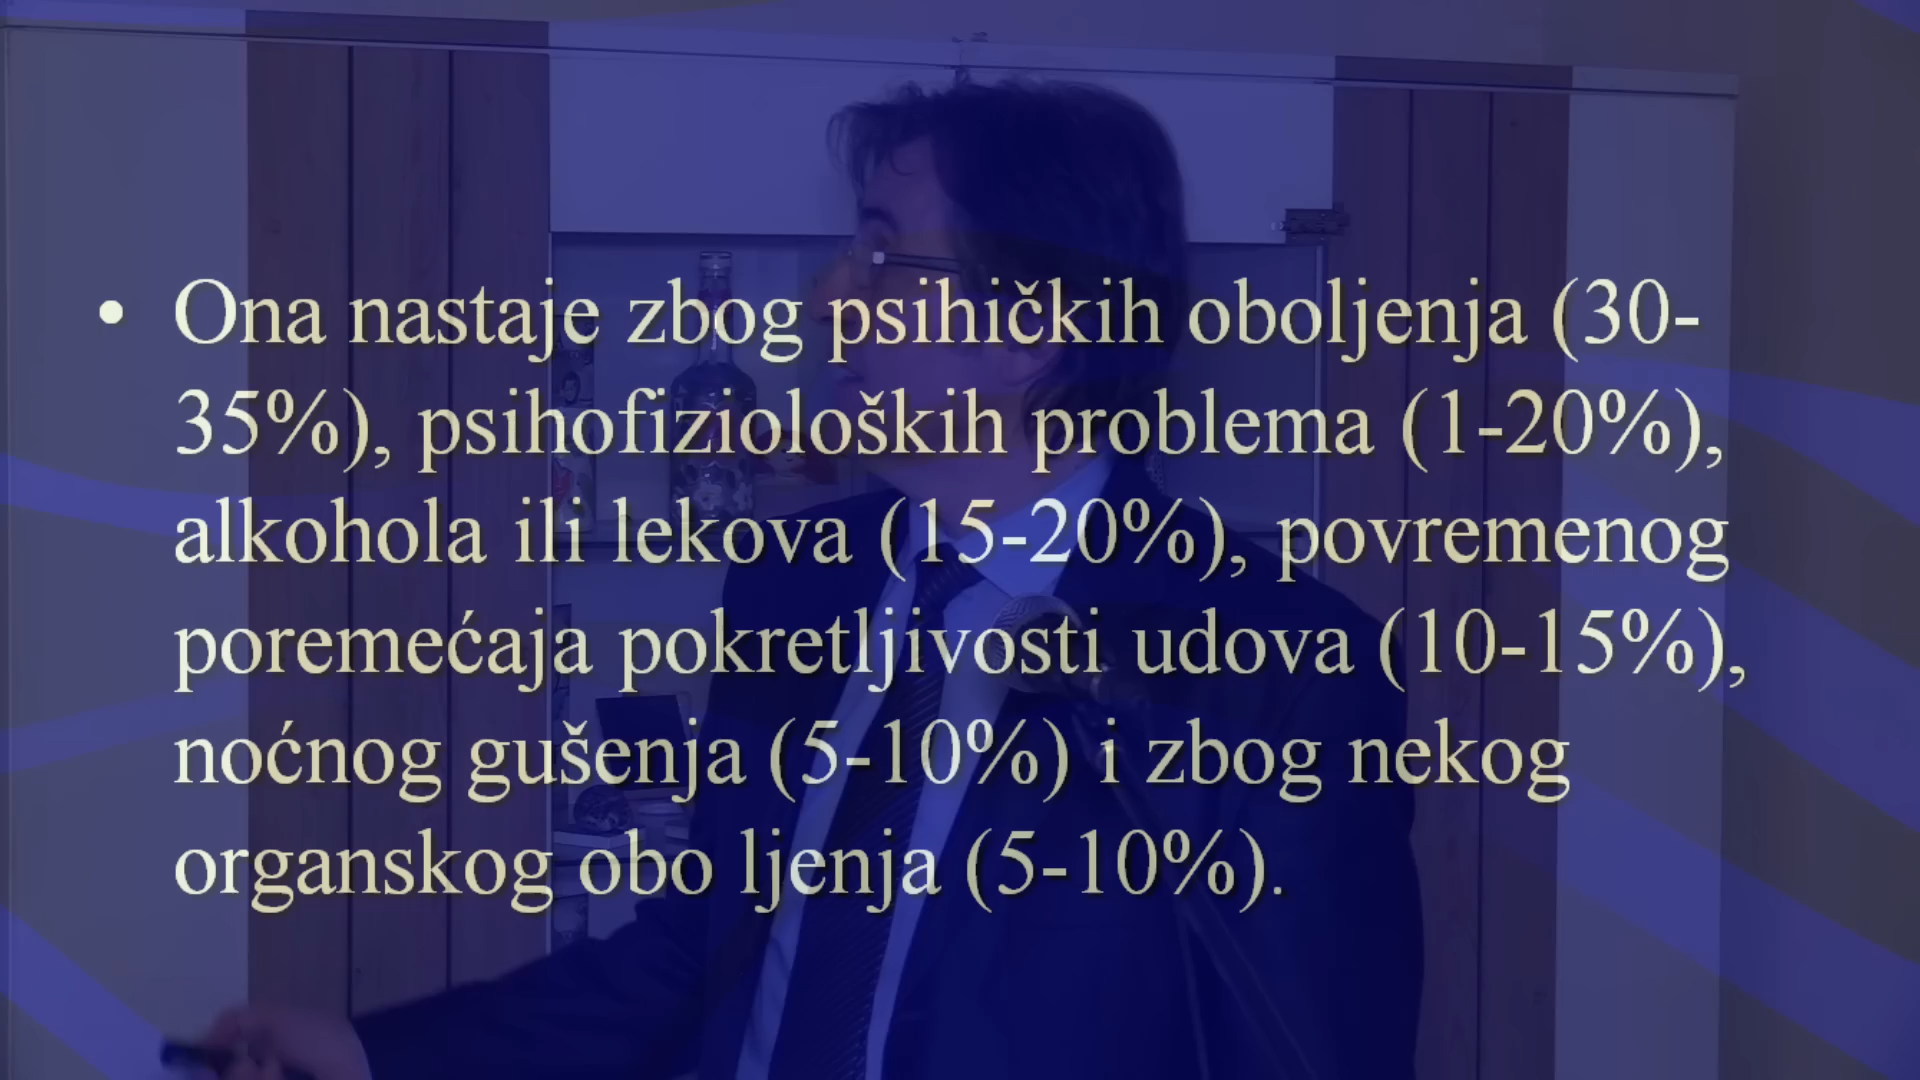 • Ona nastaje zbog psihičkih oboljenja (30-
35%), psihofizioloških problema (1-20%),
alkohola ili lekova (15-20%), povremenog
poremećaja pokretljivosti udova (10-15%),
noćnog gušenja (5-10%) i zbog nekog
organskog obo ljenja (5-10%).